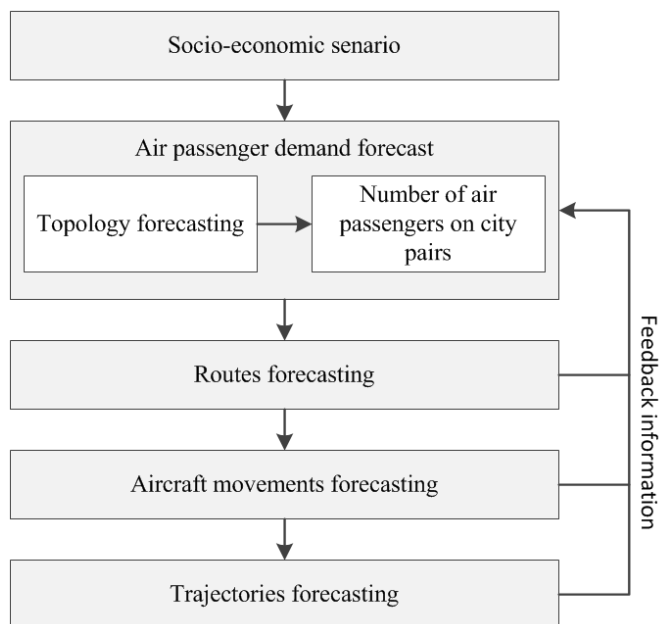 Socio-economic senario
Air passenger demand forecast
Topology forecasting
Number of air
passengers on city
pairs
Routes forecasting
Aircraft movements forecasting
Trajectories forecasting
Feedback information